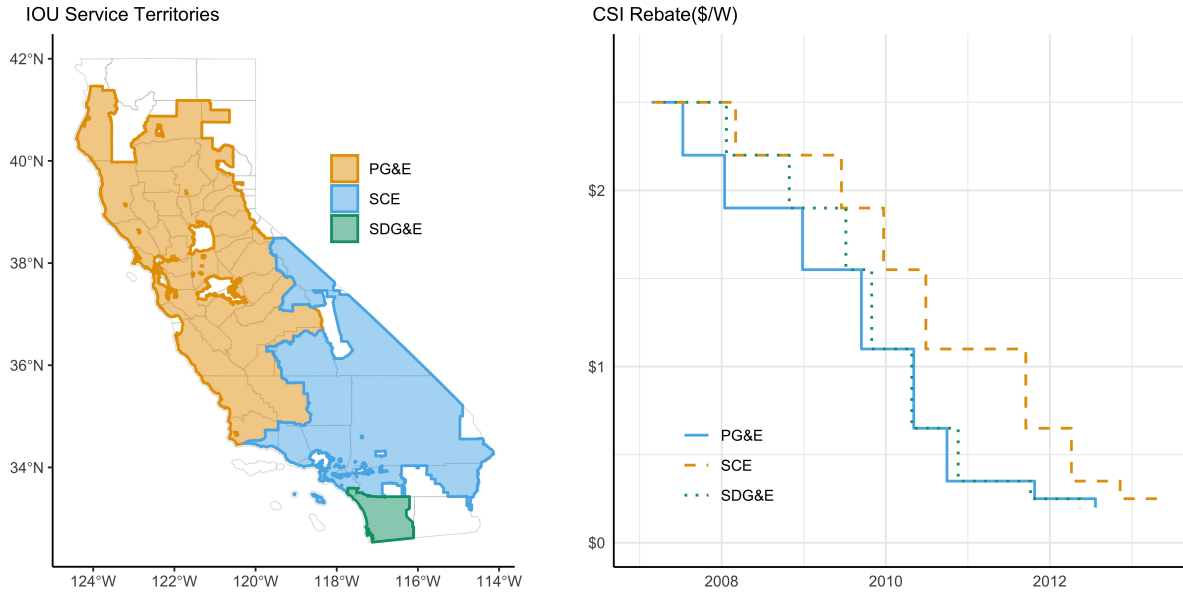 IOU Service Territories
42°N
40°N
38°N
36°N
34°N
124°W 122°W 120°W 118°W 116°W 114°W
PG&E
SCE
SDG&E
CSI Rebate($/W)
$2
$1
$0
2008 2010 2012
PG&E
SCE
SDG&E